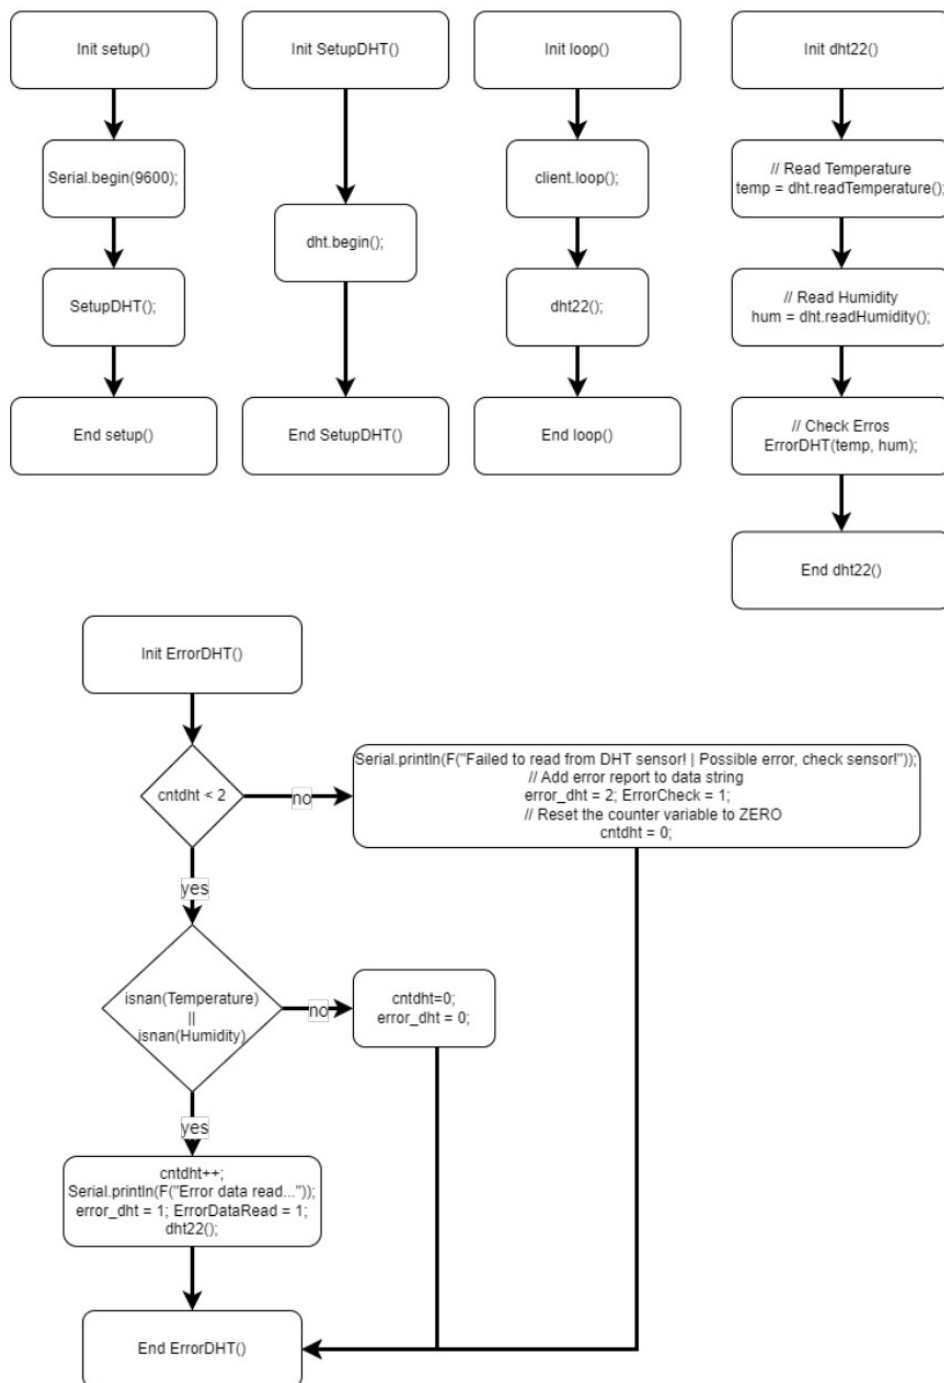 Init setup()
Serial.begin(9600);
SetupDHT();
End setup()
Init SetupDHT()
dht.begin();
End SetupDHT()
Init loop()
client.loop();
dht22();
End loop()
Init dht22()
// Read Temperature
temp = dht.readTemperature();
// Read Humidity
hum = dht.readHumidity();
// Check Erros
ErrorDHT(temp, hum);
End dht22()
Init ErrorDHT()
cntdht < 2
no
Serial.println(F("Failed to read from DHT sensor! | Possible error, check sensor!"));
// Add error report to data string
error_dht = 2; ErrorCheck = 1;
// Reset the counter variable to ZERO
cntdht = 0;
yes
isnan(Temperature)
||
isnan(Humidity)
no
cntdht=0;
error_dht = 0;
yes
cntdht++;
Serial.println(F("Error data read..."));
error_dht = 1; ErrorDataRead = 1;
dht22();
End ErrorDHT()